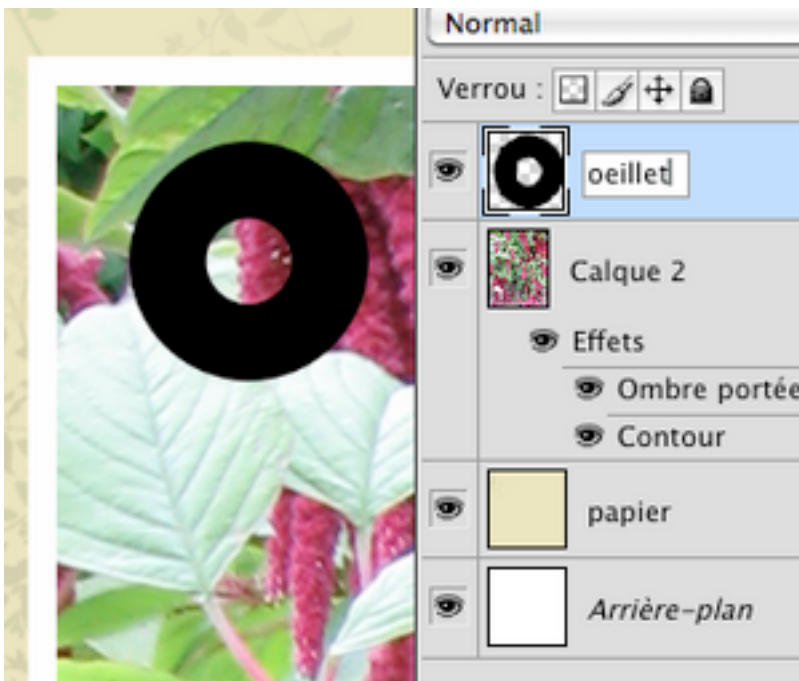 Normal
Verrou :
oeillet
Calque 2
Effets
Ombre portée
Contour
papier
Arrière-plan